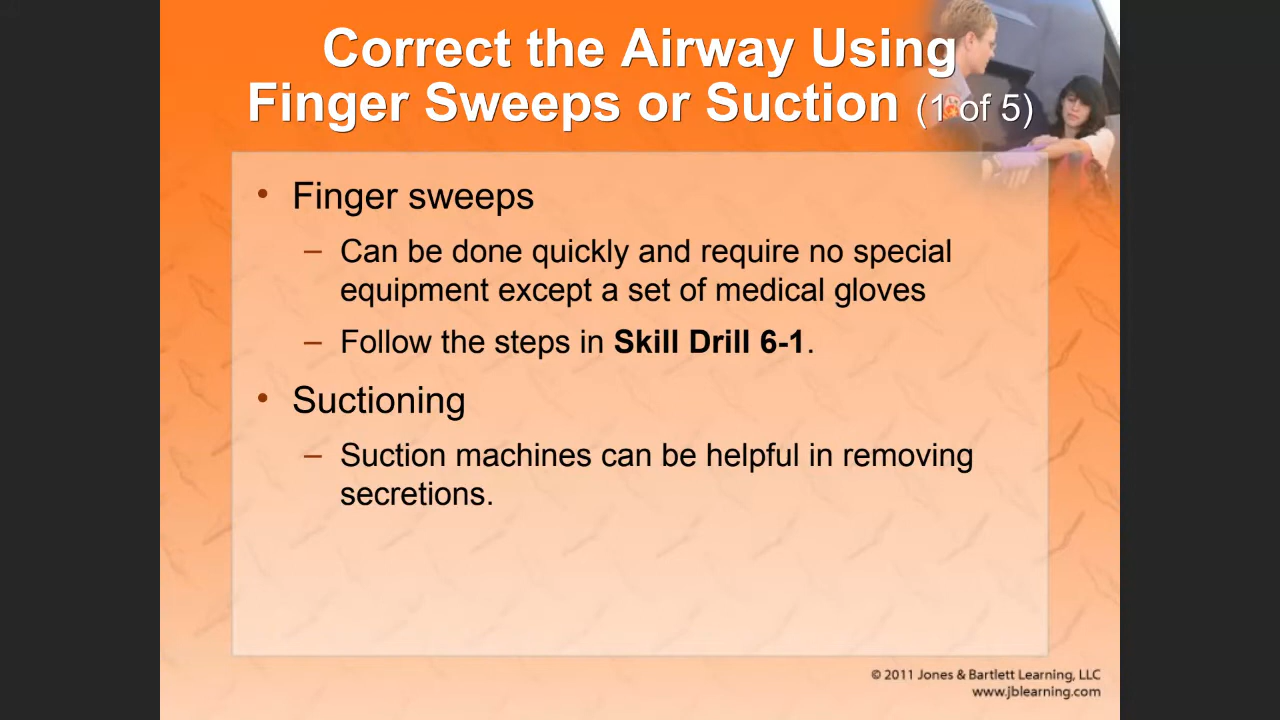 Correct the Airway Using
Finger Sweeps or Suction (1 of 5)
• Finger sweeps
– Can be done quickly and require no special
equipment except a set of medical gloves
– Follow the steps in Skill Drill 6-1.
• Suctioning
– Suction machines can be helpful in removing
secretions.
© 2011 Jones & Bartlett Learning, LLC
www.jblearning.com